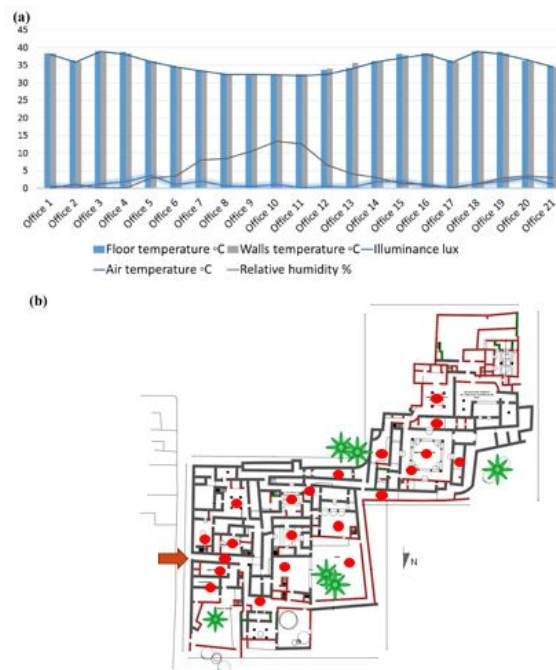 (a)
45
40
35
30
25
20
15
10
5
0
Office 1
Office 2
Office 3
Office 4
Office 5
Office 6
Office 7
Office 8
Office 9
Office 10
Office 11
Office 12
Office 13
Office 14
Office 15
Office 16
Office 17
Office 18
Office 19
Office 20
Office 21
Floor temperature °C Walls temperature °C Illuminance lux
Air temperature °C Relative humidity %
(b)
N